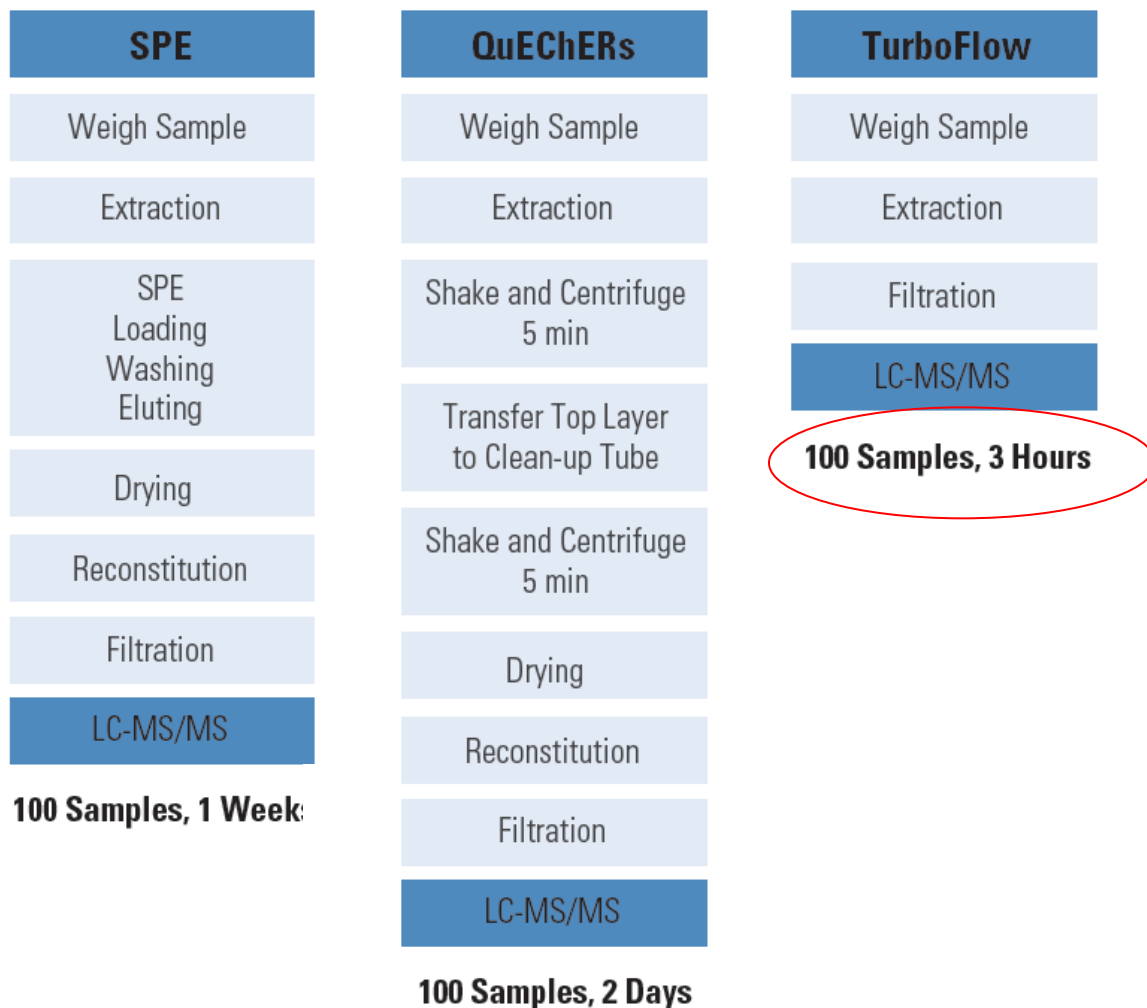 SPE
Weigh Sample
Extraction
SPE
Loading
Washing
Eluting
Drying
Reconstitution
Filtration
LC-MS/MS
100 Samples, 1 Weeks
QuEChERs
Weigh Sample
Extraction
Shake and Centrifuge
5 min
Transfer Top Layer
to Clean-up Tube
Shake and Centrifuge
5 min
Drying
Reconstitution
Filtration
LC-MS/MS
100 Samples, 2 Days
TurboFlow
Weigh Sample
Extraction
Filtration
LC-MS/MS
100 Samples, 3 Hours